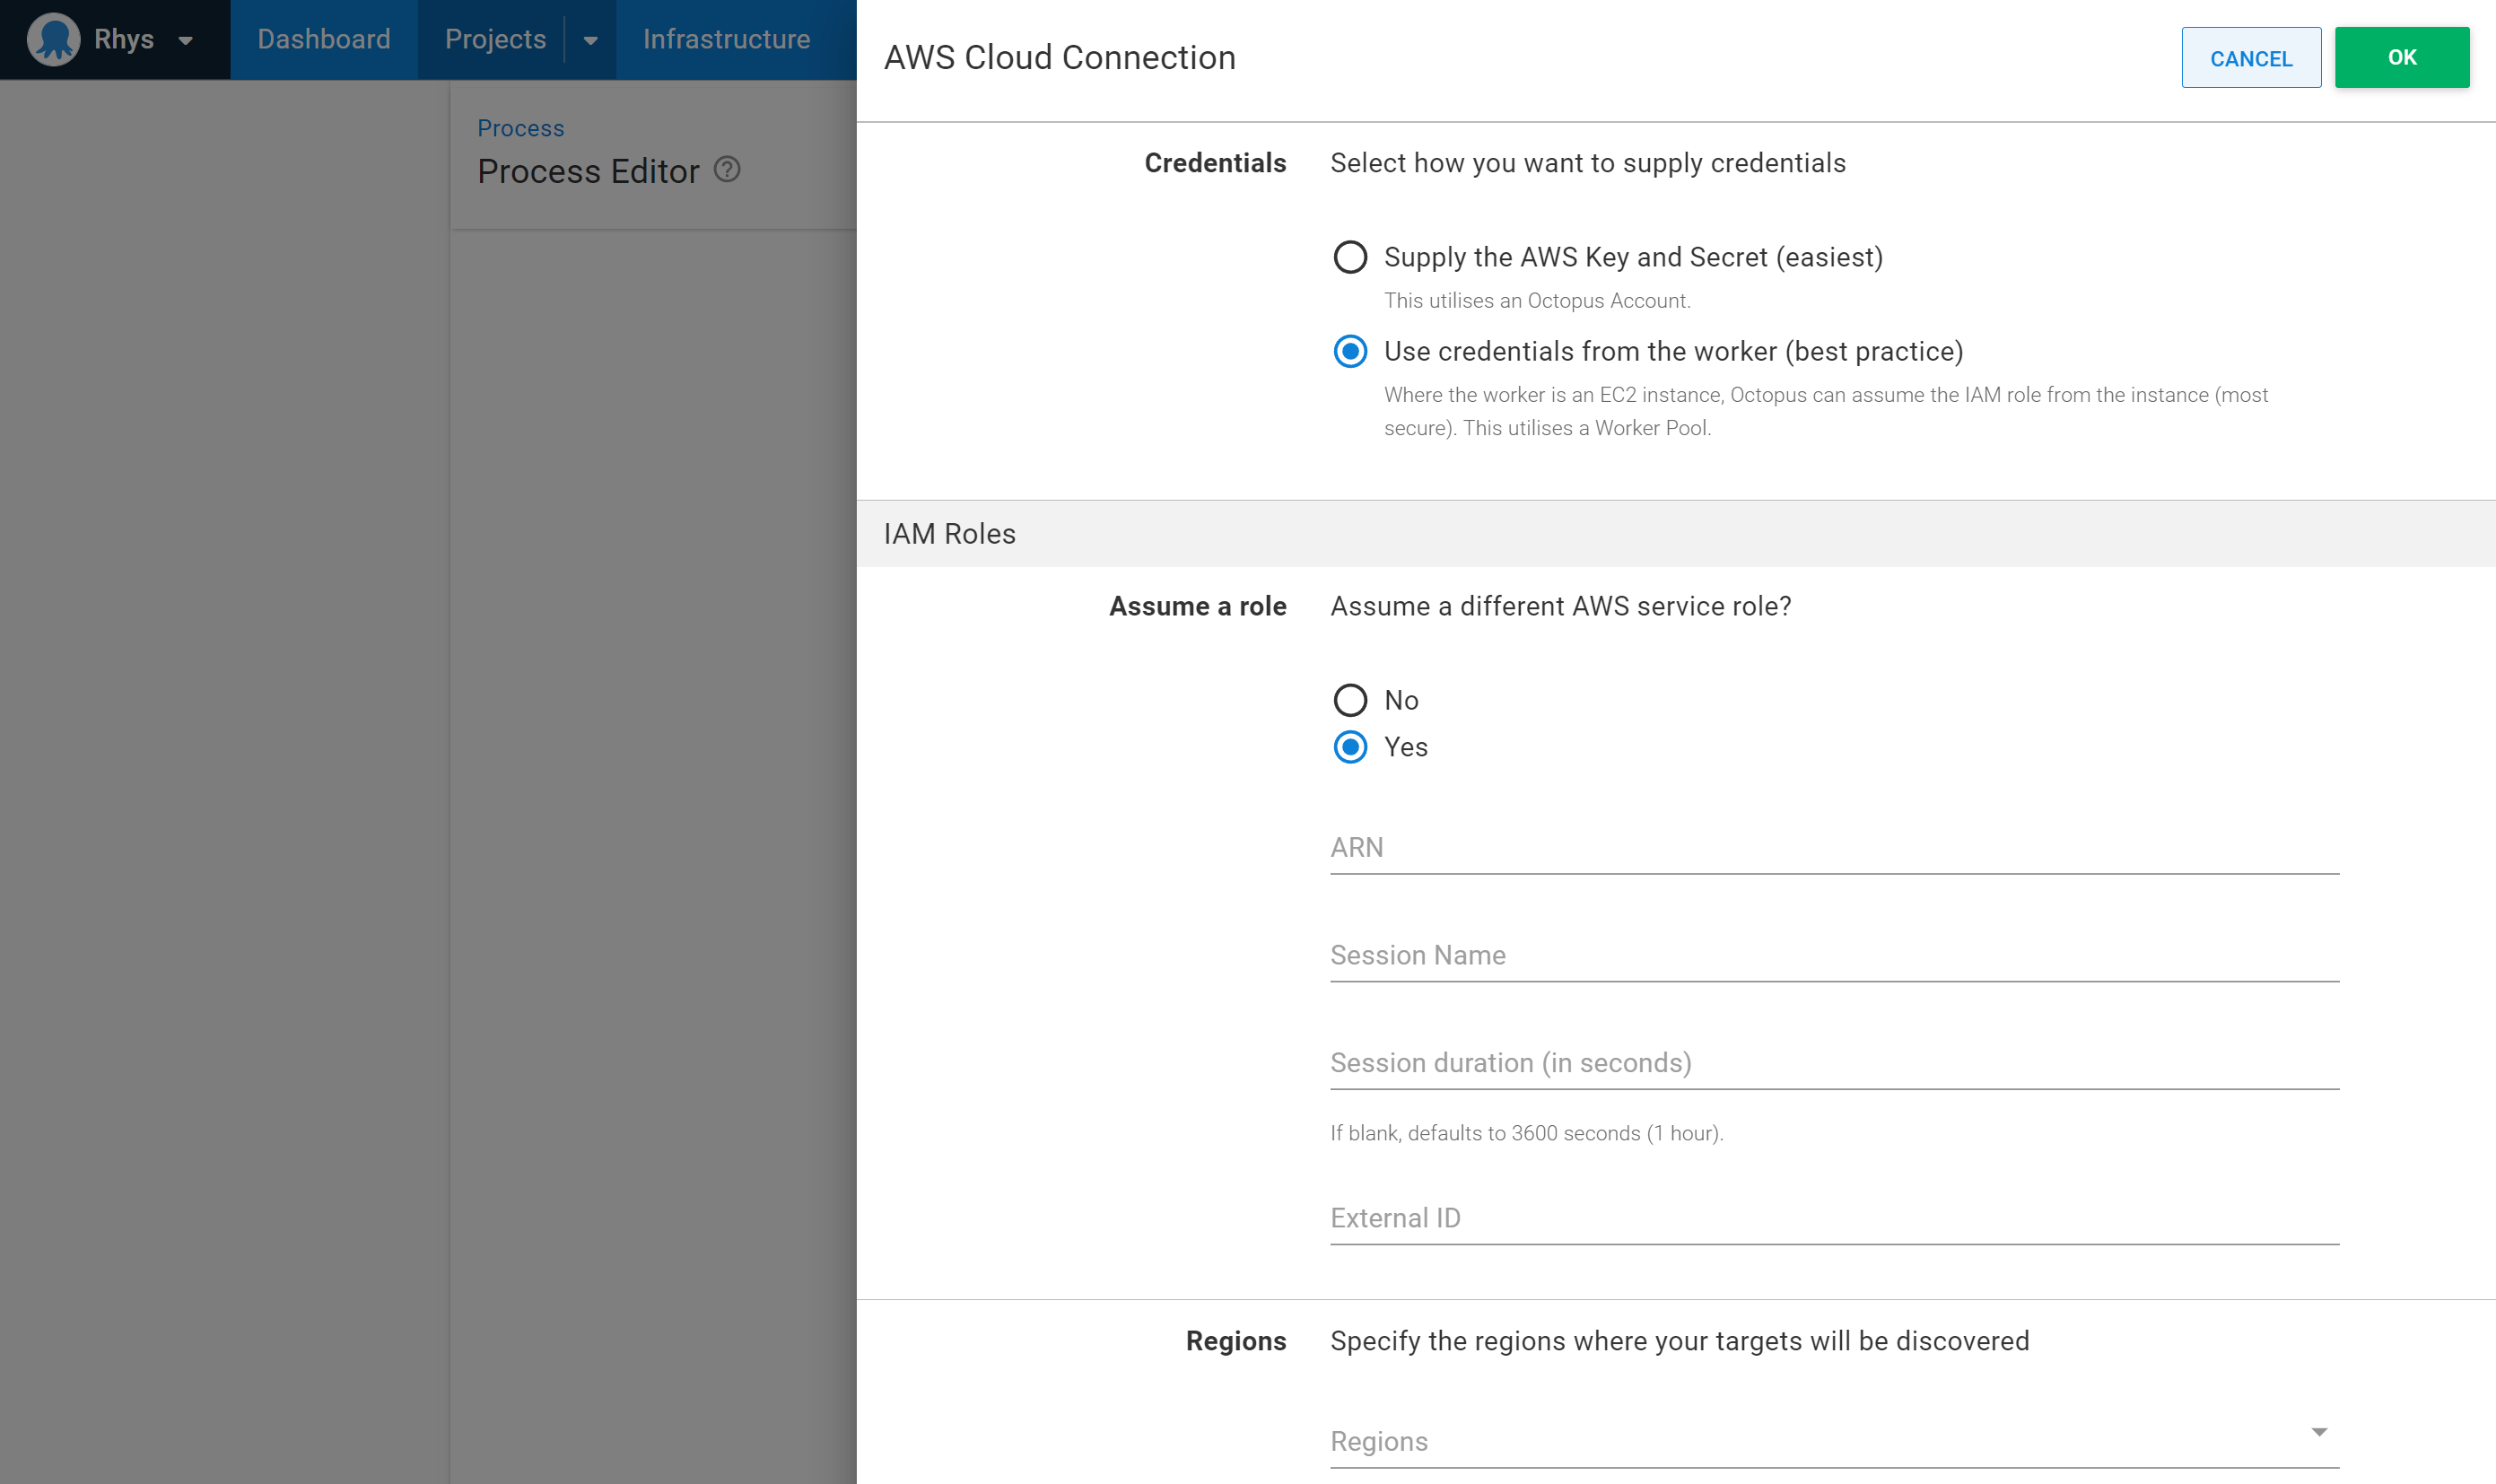 Rhys
Dashboard
Projects
Infrastructure
Process
Process Editor
AWS Cloud Connection
CANCEL
OK
Credentials
Select how you want to supply credentials
Supply the AWS Key and Secret (easiest)
This utilises an Octopus Account.
Use credentials from the worker (best practice)
Where the worker is an EC2 instance, Octopus can assume the IAM role from the instance (most
secure). This utilises a Worker Pool.
IAM Roles
Assume a role
Assume a different AWS service role?
No
Yes
ARN
Session Name
Session duration (in seconds)
If blank, defaults to 3600 seconds (1 hour).
External ID
Regions
Specify the regions where your targets will be discovered
Regions